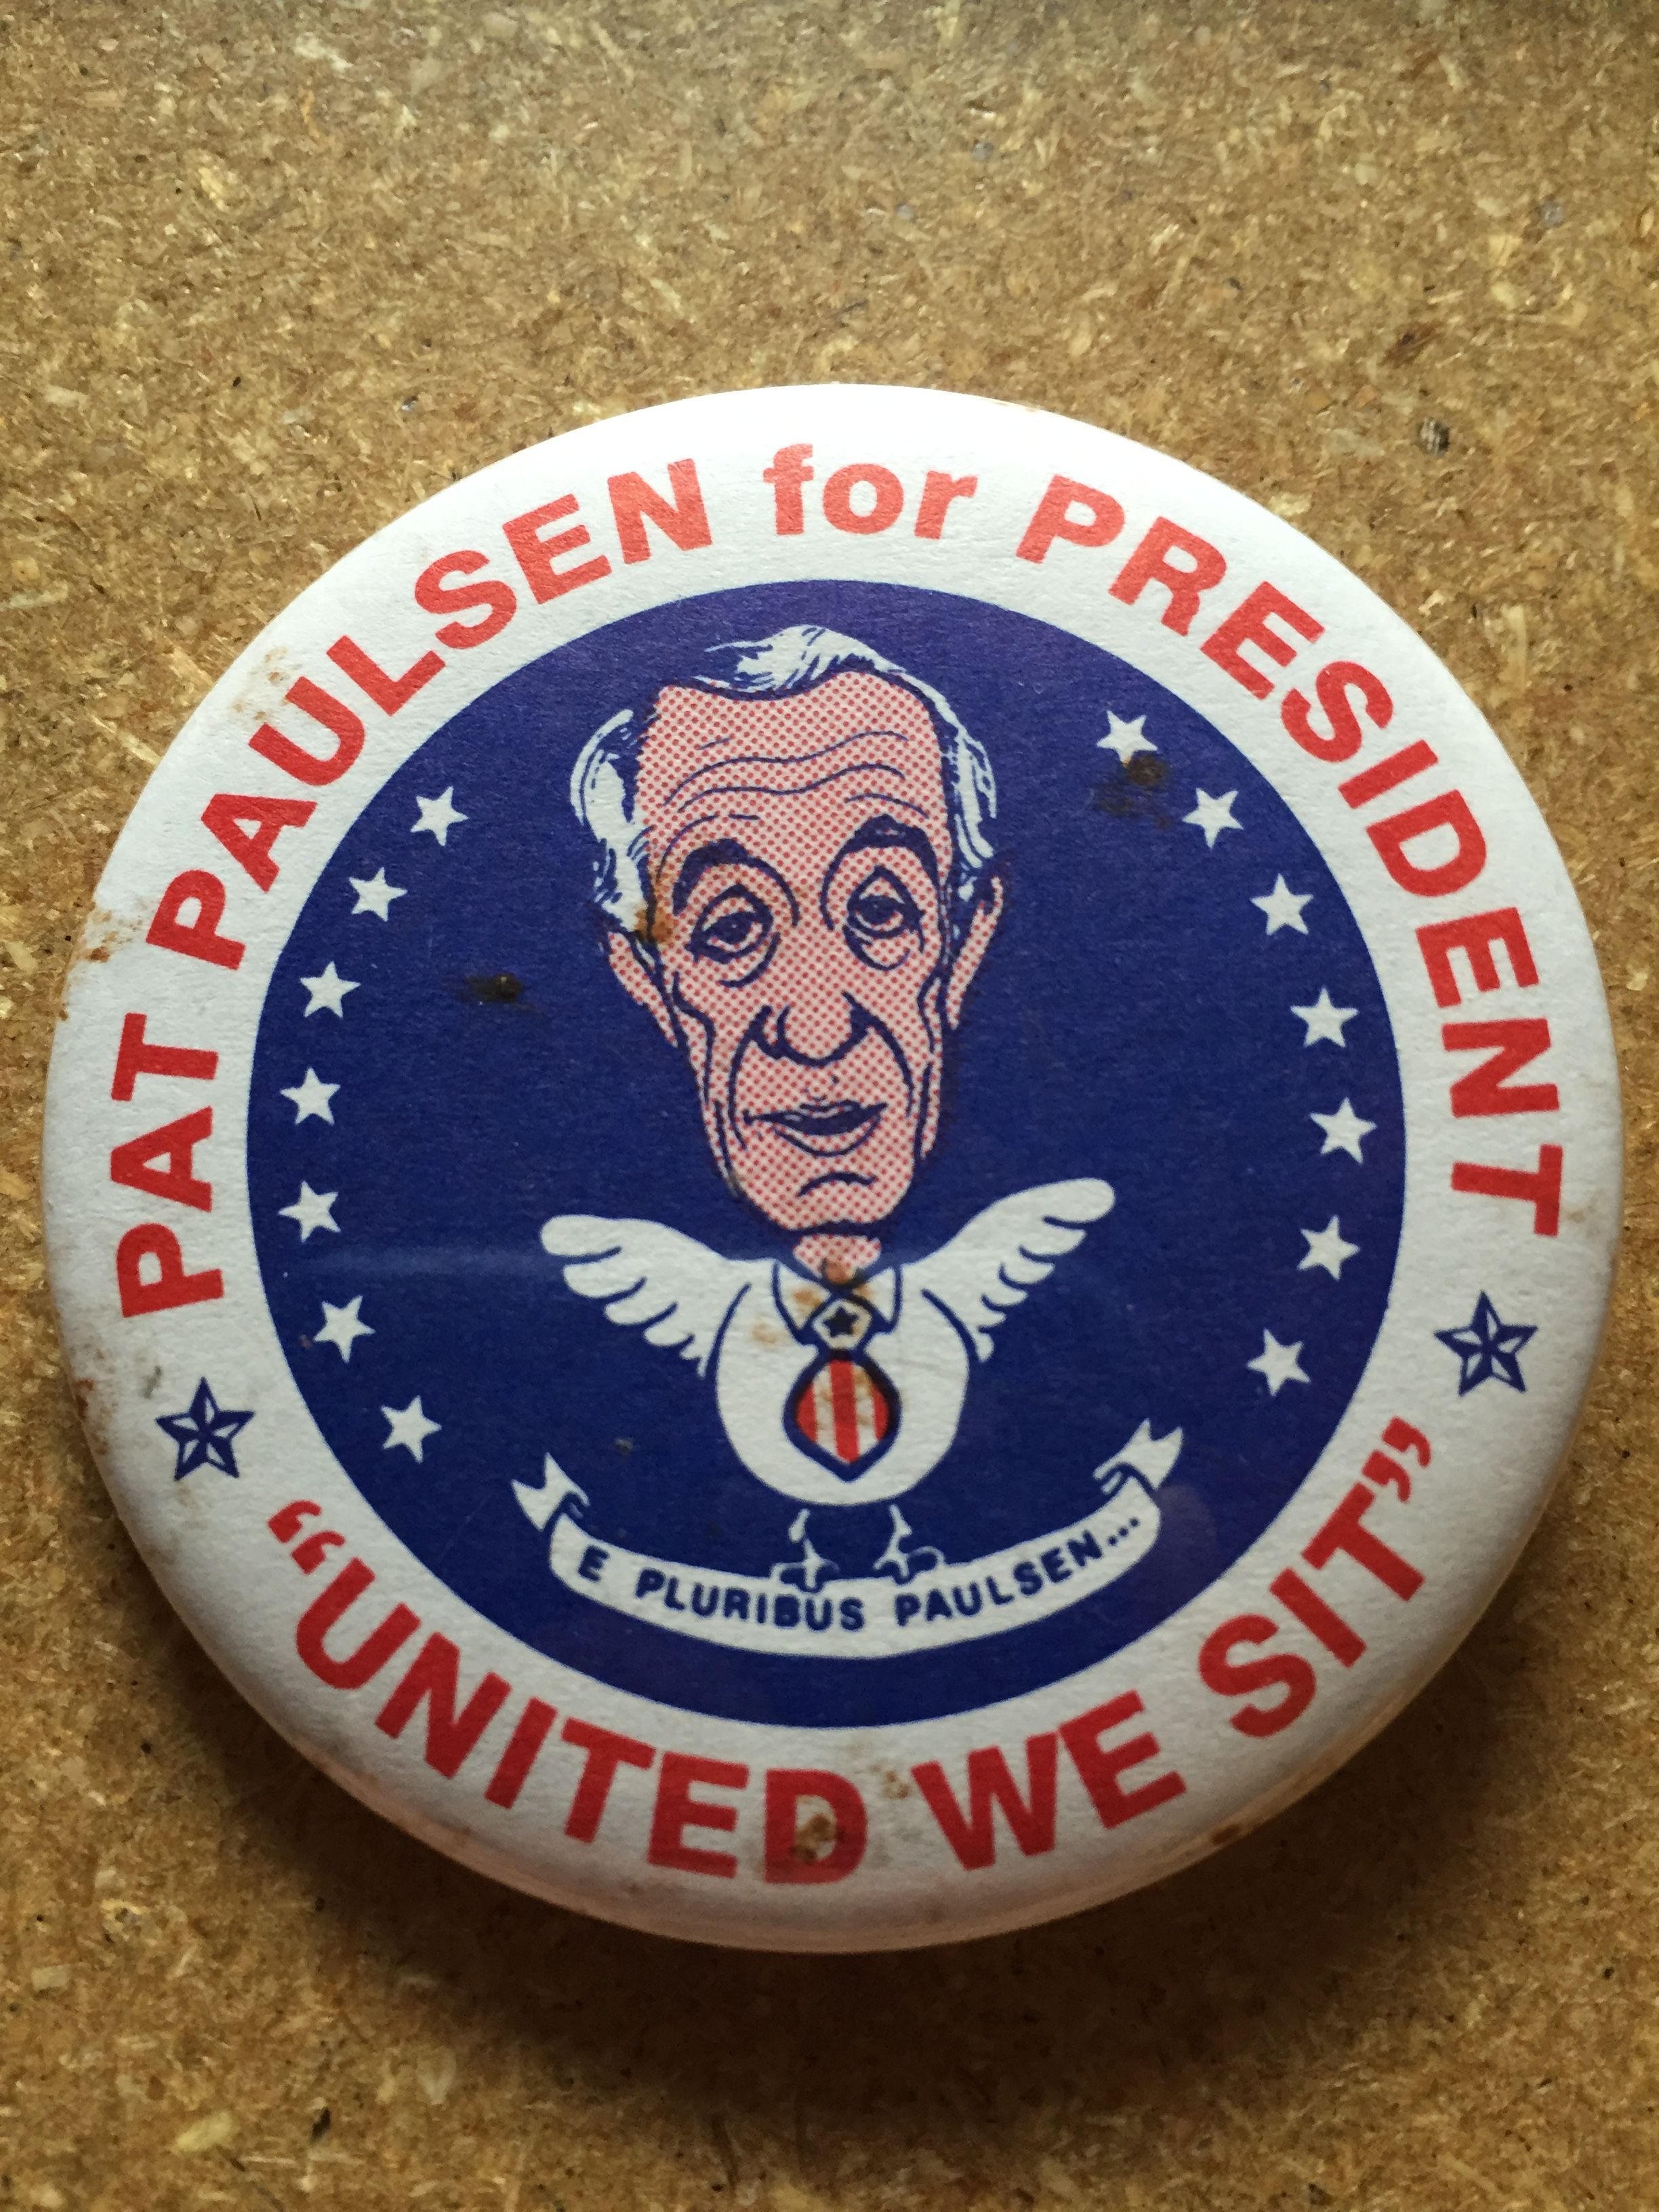 PAT PAULSEN for PRESIDENT
E PLURIBUS PAULSEN...
“UNITED WE SIT”